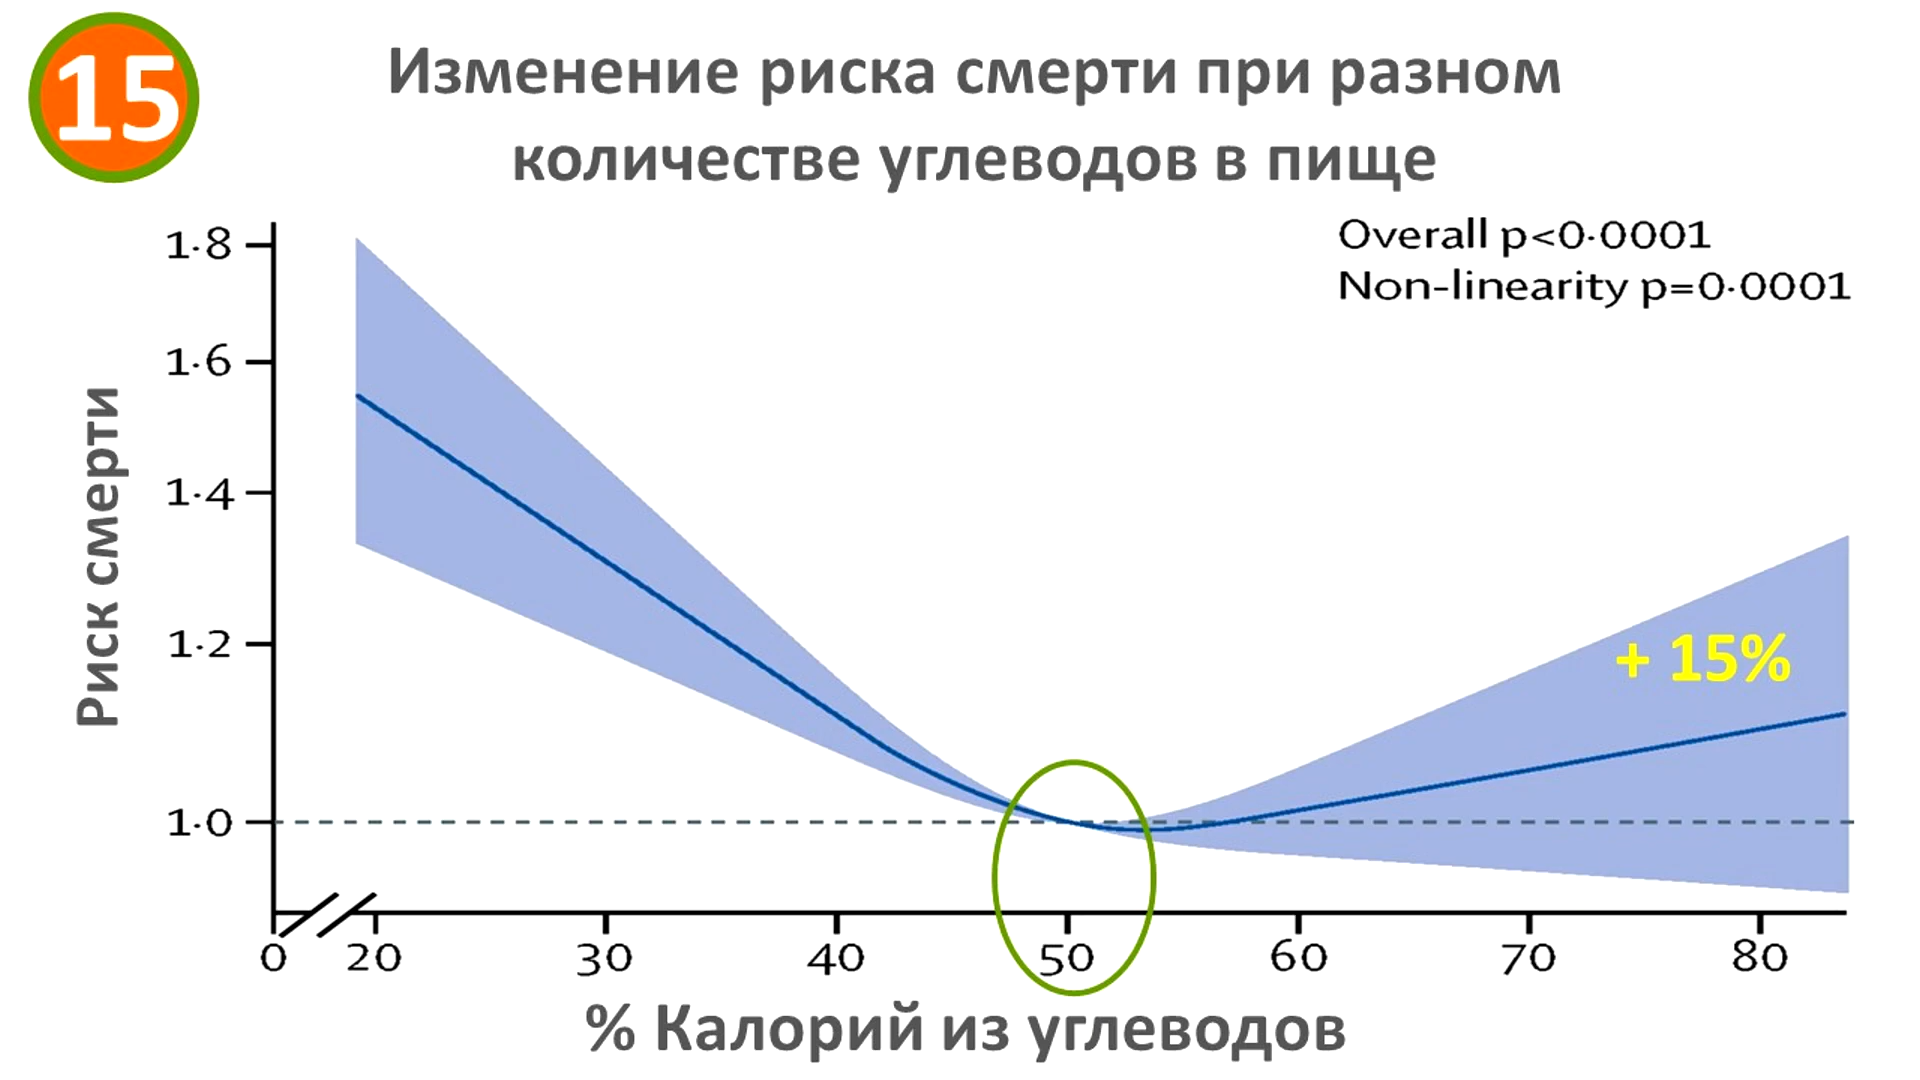 15
Изменение риска смерти при разном
количестве углеводов в пище
Overall p<0·0001
Non-linearity p=0·0001
1·8
1·6
1·4
1·2
1·0
Риск смерти
+ 15%
0 20 30 40 50 60 70 80
% Калорий из углеводов